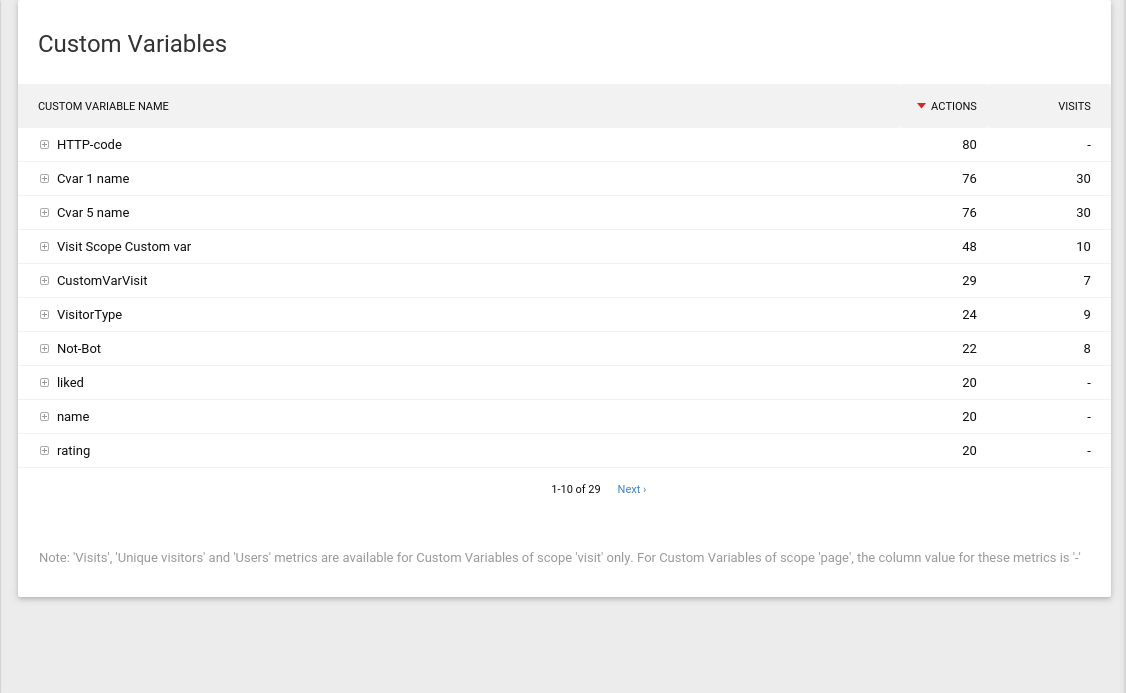 Custom Variables
CUSTOM VARIABLE NAME ACTIONS VISITS
HTTP-code 80 -
Cvar 1 name 76 30
Cvar 5 name 76 30
Visit Scope Custom var 48 10
CustomVarVisit 29 7
VisitorType 24 9
Not-Bot 22 8
liked 20 -
name 20 -
rating 20 -
1-10 of 29 Next ›
Note: 'Visits', 'Unique visitors' and 'Users' metrics are available for Custom Variables of scope 'visit' only. For Custom Variables of scope 'page', the column value for these metrics is '-'